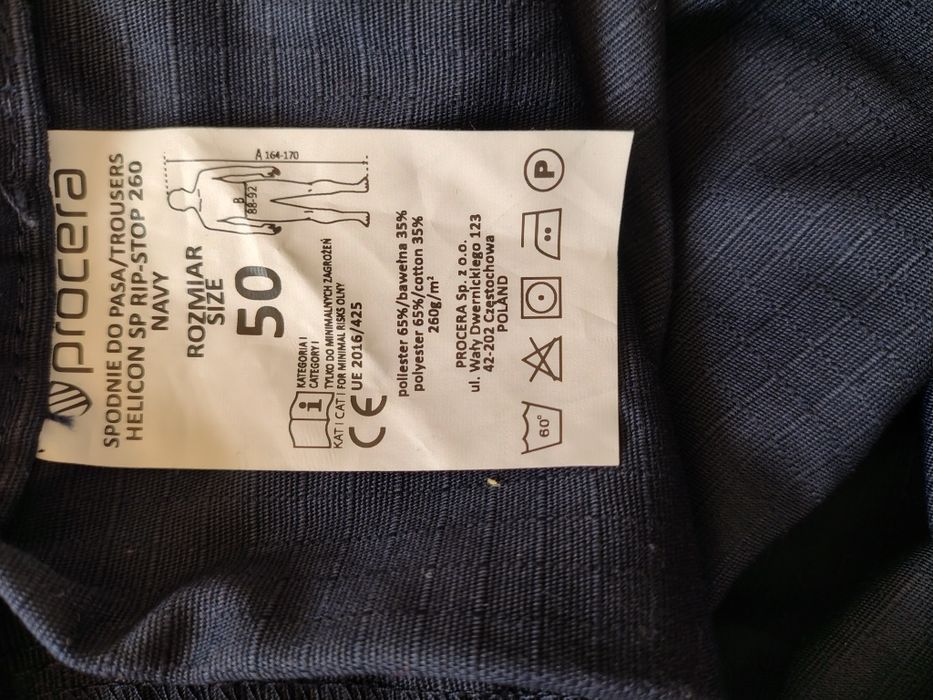 procera
SPODNIE DO PASA/TROUSERS
HELICON SP RIP-STOP 260
NAVY
ROZMIAR
SIZE
50
A 164-170
B
88-92
i
KATEGORIA I
CATEGORY I
TYLKO DO MINIMALNYCH ZAGROŻEŃ
KAT I CAT I FOR MINIMAL RISKS OLNY
CE UE 2016/425
poliester 65%/bawełna 35%
polyester 65%/cotton 35%
260g/m²
PROCERA Sp. z o.o.
ul. Wały Dwernickiego 123
42-202 Częstochowa
POLAND
60°
P